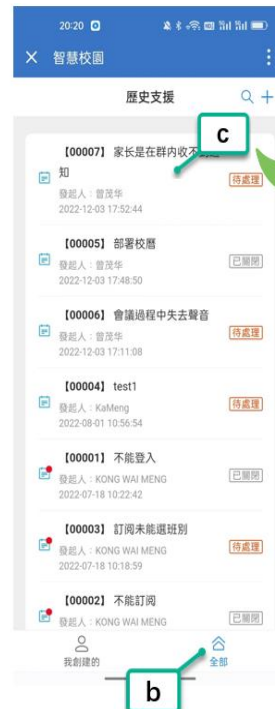 20:20
智慧校園
歷史支援
c
【00007】 家长是在群内收不
知
待處理
發起人：曾茂华
2022-12-03 17:52:44
【00005】 部署校曆
發起人：曾茂华
已關閉
2022-12-03 17:48:50
【00006】 會議過程中失去聲音
發起人：曾茂华
待處理
2022-12-03 17:11:08
【00004】 test1
發起人：KaMeng
待處理
2022-08-01 10:56:54
【00001】 不能登入
發起人：KONG WAI MENG
已關閉
2022-07-18 10:22:42
【00003】 訂阅未能選班別
發起人：KONG WAI MENG
待處理
2022-07-18 10:18:59
【00002】 不能訂阅
發起人：KONG WAI MENG
已關閉
我創建的
全部
b